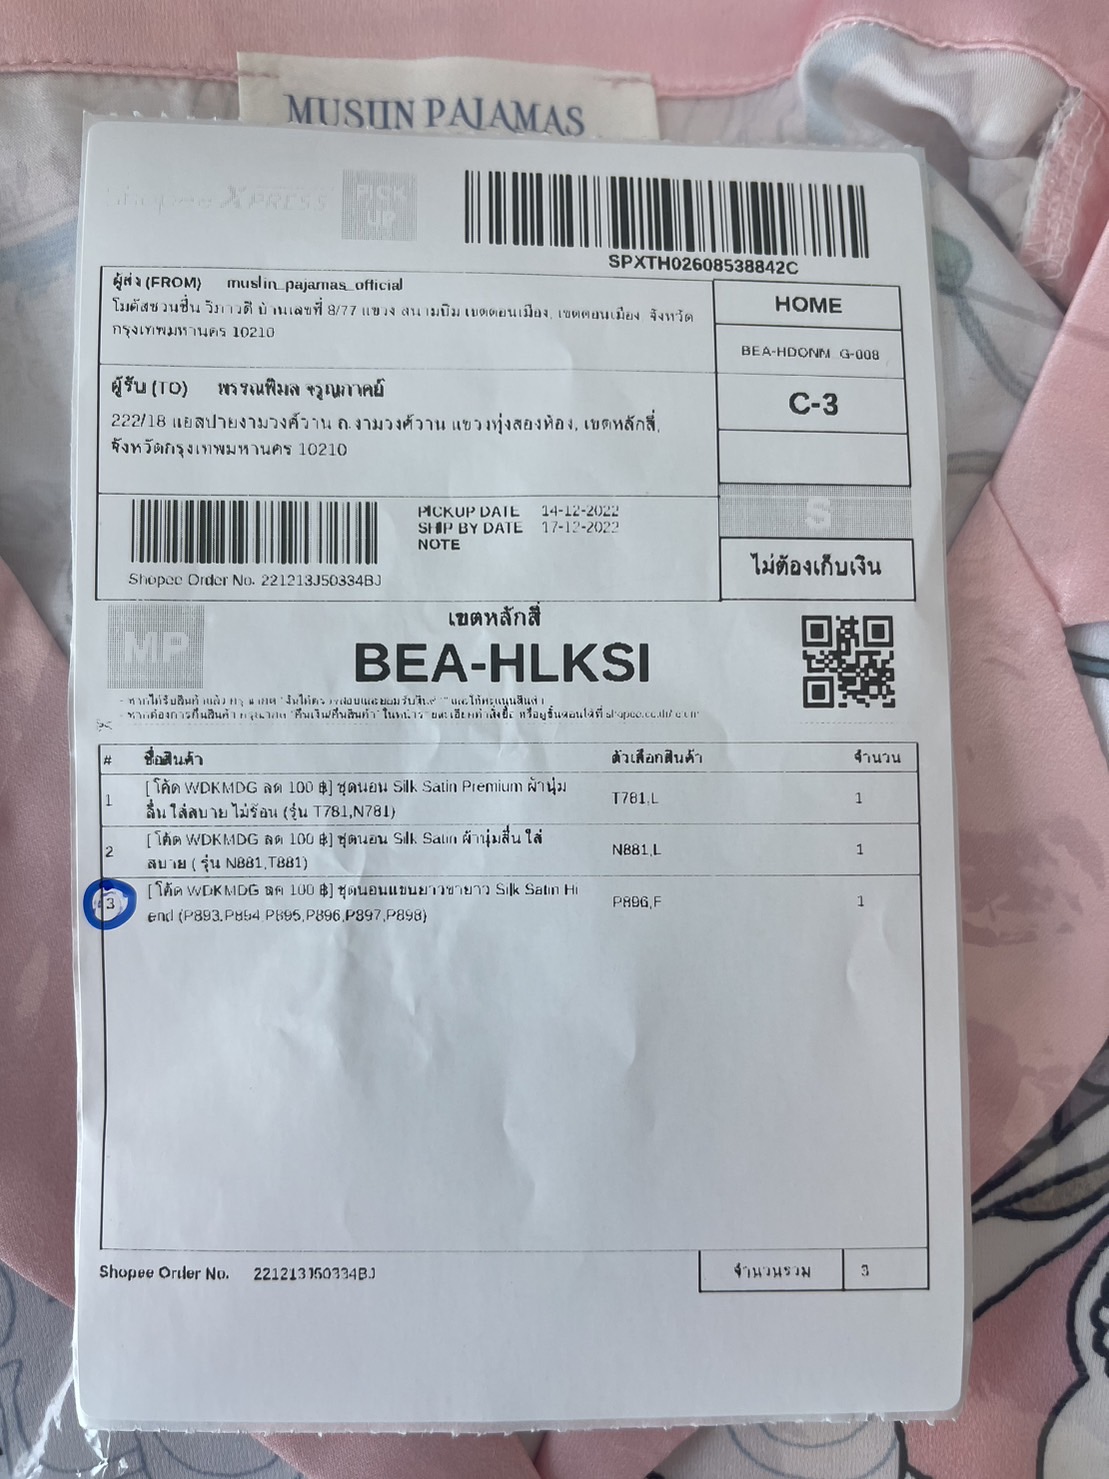 MUSLIN PAJAMAS
Shopee XPRESS
PICK UP
SPXTH02608538842C
ผู้ส่ง (FROM) muslin_pajamas_official
โมดัสชวนชื่น วิภาวดี บ้านเลขที่ 8/77 แขวง สนามบิน เขตดอนเมือง, เขตดอนเมือง, จังหวัด
กรุงเทพมหานคร 10210
HOME
BEA-HDONM G-008
ผู้รับ (TO) พรรณพิมล จรูญภาคย์
222/18 แยสปายงามวงศ์วาน ถ.งามวงศ์วาน แขวงทุ่งสองห้อง, เขตหลักสี่,
จังหวัดกรุงเทพมหานคร 10210
C-3
PICKUP DATE 14-12-2022
SHIP BY DATE 17-12-2022
NOTE
S
Shopee Order No. 221213J50334BJ
ไม่ต้องเก็บเงิน
MP
เขตหลักสี่
BEA-HLKSI
# ชื่อสินค้า ตัวเลือกสินค้า จำนวน
1 [โค้ด WDKMDG ลด 100 ฿] ชุดนอน Silk Satin Premium ผ้านุ่ม T781,L 1
ลื่น ใส่สบาย ไม่ร้อน (รุ่น T781,N781)
2 [โค้ด WDKMDG ลด 100 ฿] ชุดนอน Silk Satin ผ้านุ่มลื่น ใส่ N881,L 1
สบาย ( รุ่น N881,T881)
3 [โค้ด WDKMDG ลด 100 ฿] ชุดนอนแขนยาวขายาว Silk Satin Hi P896,F 1
end (P893,P894,P895,P896,P897,P898)
Shopee Order No. 221213J50334BJ
จำนวนรวม 3